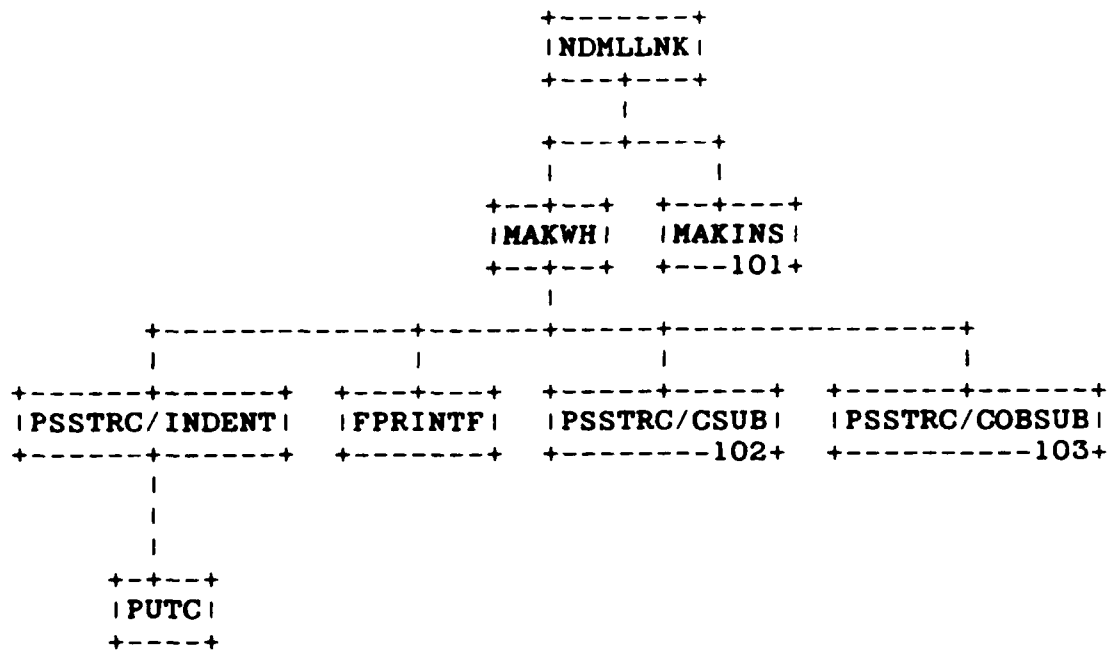 NDMLLNK
MAKWH MAKINS
101
PSSTRC/INDENT FPRINTF PSSTRC/CSUB PSSTRC/COBSUB
102 103
PUTC